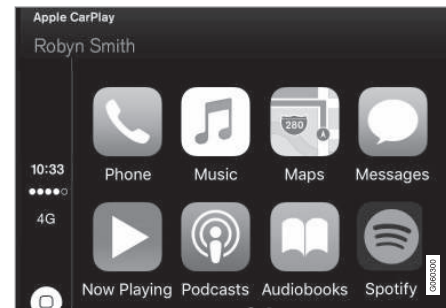 Apple CarPlay
Robyn Smith
280
10:33
Phone Music Maps Messages
4G
Now Playing Podcasts Audiobooks Spotify
G060300